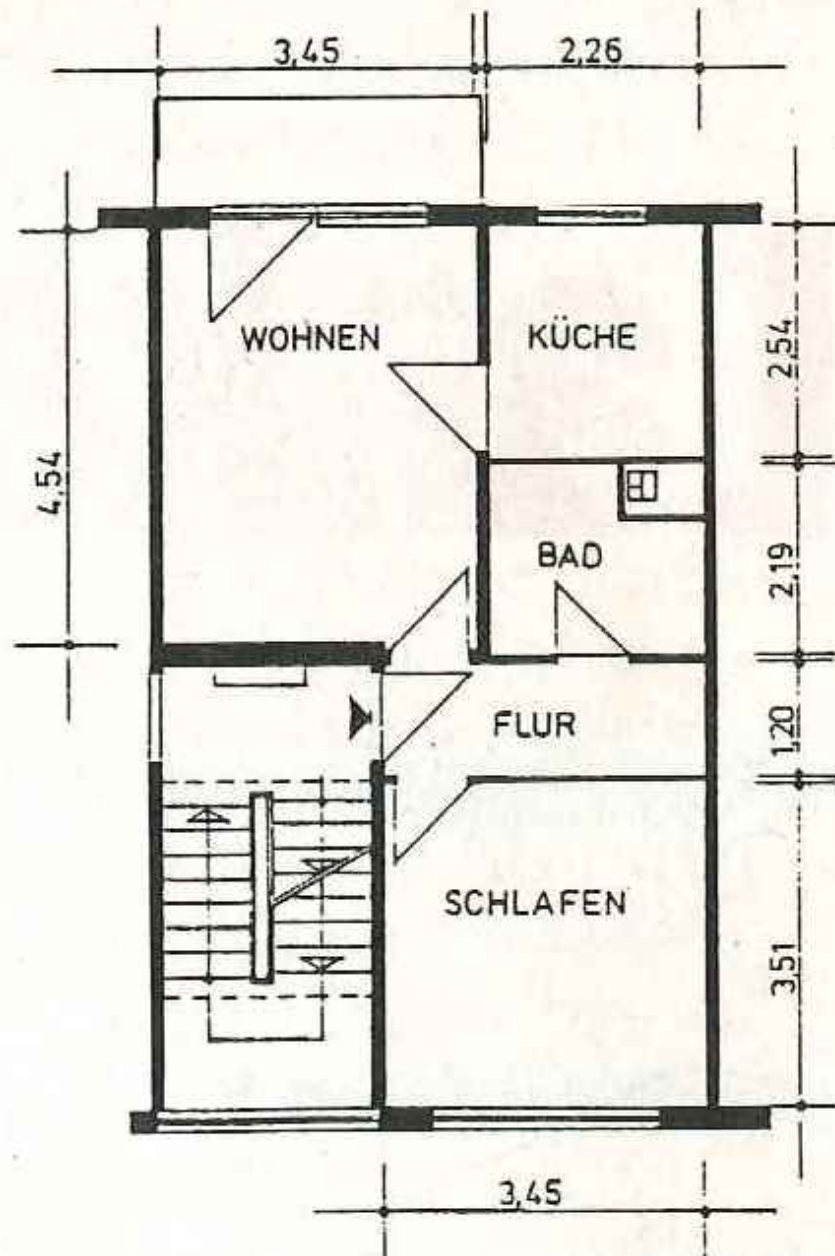 3,45
2,26
WOHNEN
KÜCHE
2,54
4,54
BAD
2,19
FLUR
1,20
SCHLAFEN
3,51
3,45